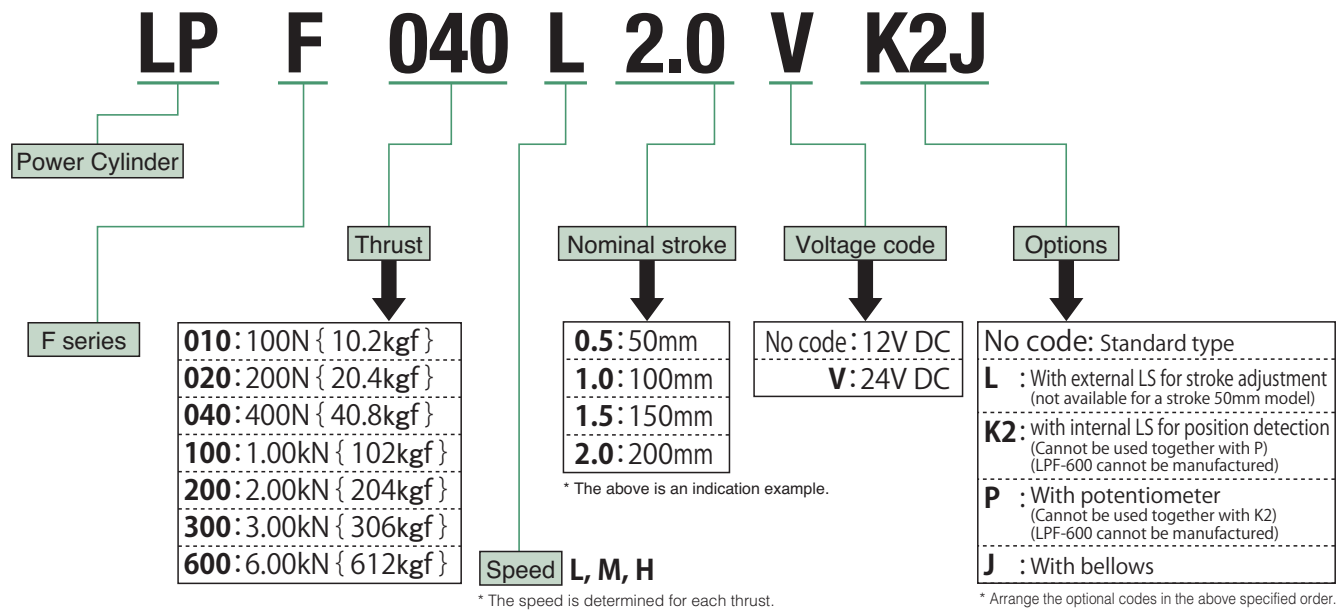 LP F 040 L 2.0 V K2J
Power Cylinder
F series
Thrust
010:100N { 10.2kgf }
020:200N { 20.4kgf }
040:400N { 40.8kgf }
100:1.00kN { 102kgf }
200:2.00kN { 204kgf }
300:3.00kN { 306kgf }
600:6.00kN { 612kgf }
Speed L, M, H
* The speed is determined for each thrust.
Nominal stroke
0.5:50mm
1.0:100mm
1.5:150mm
2.0:200mm
* The above is an indication example.
Voltage code
No code:12V DC
V:24V DC
Options
No code: Standard type
L : With external LS for stroke adjustment
(not available for a stroke 50mm model)
K2: with internal LS for position detection
(Cannot be used together with P)
(LPF-600 cannot be manufactured)
P : With potentiometer
(Cannot be used together with K2)
(LPF-600 cannot be manufactured)
J : With bellows
* Arrange the optional codes in the above specified order.